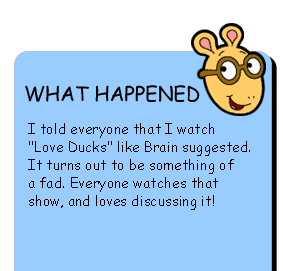 WHAT HAPPENED
I told everyone that I watch
"Love Ducks" like Brain suggested.
It turns out to be something of
a fad. Everyone watches that
show, and loves discussing it!